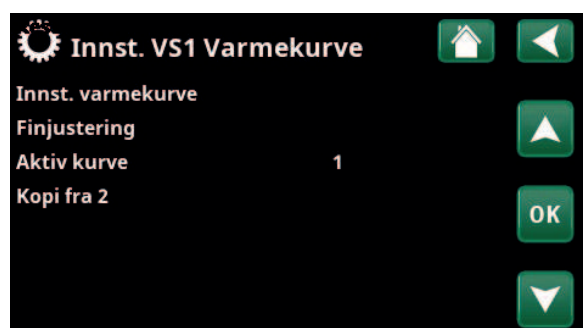 Innst. VS1 Varmekurve
Innst. varmekurve
Finjustering
Aktiv kurve 1
Kopi fra 2
OK